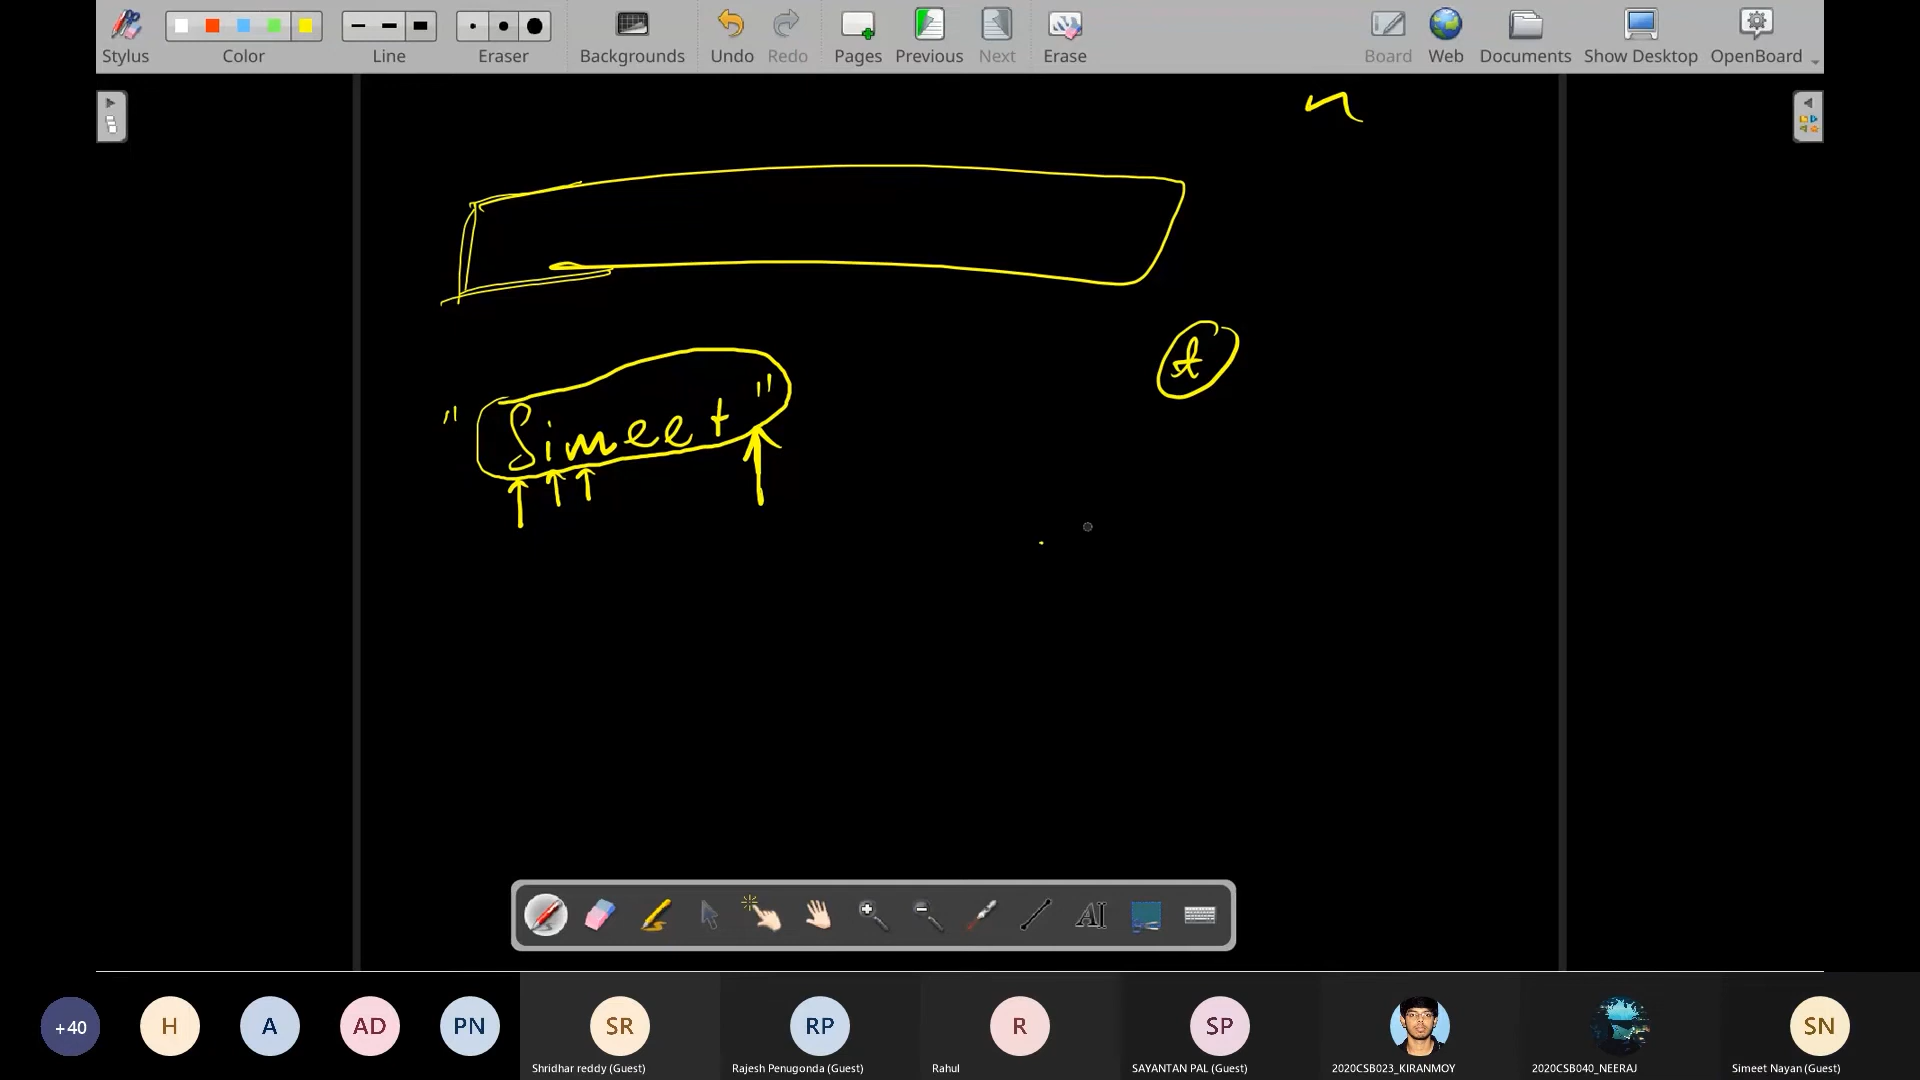 Stylus Color Line Eraser Backgrounds Undo Redo Pages Previous Next Erase Board Web Documents Show Desktop OpenBoard
"Simeet"
AI
+40 H A AD PN SR RP R SP SN
Shridhar reddy (Guest) Rajesh Penugonda (Guest) Rahul SAYANTAN PAL (Guest) 2020CSB023_KIRANMOY 2020CSB040_NEERAJ Simeet Nayan (Guest)